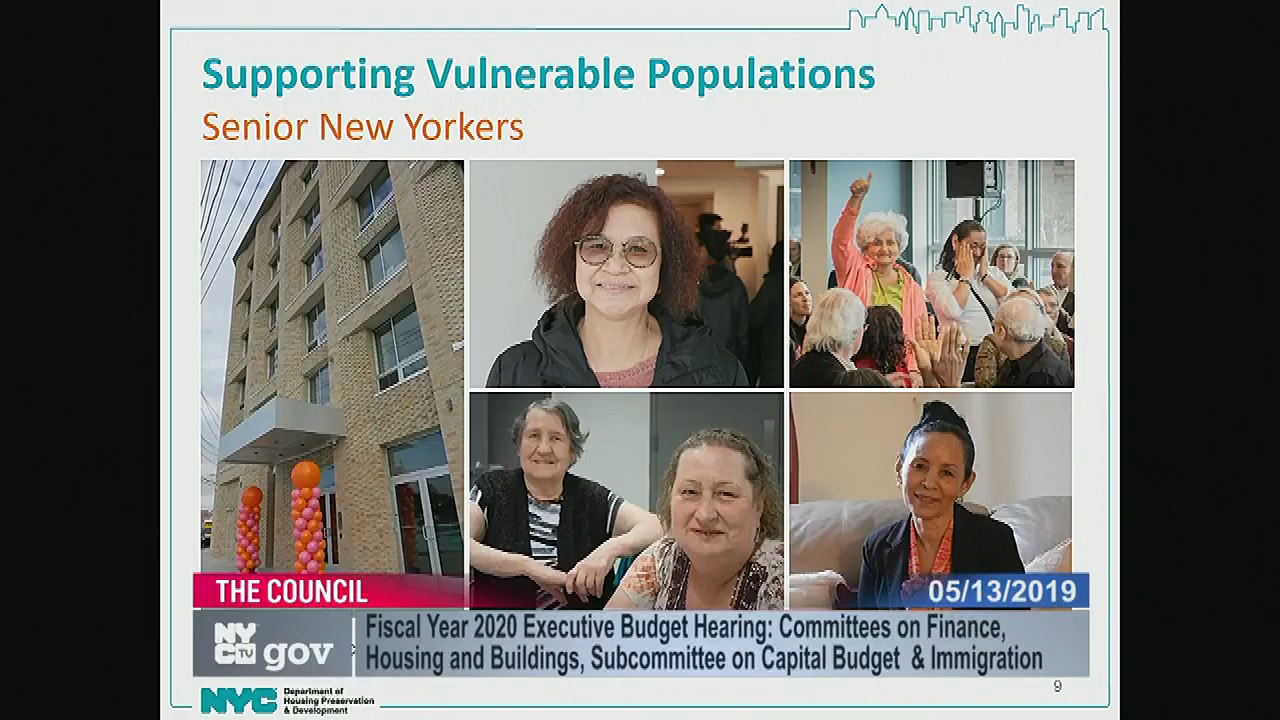 Supporting Vulnerable Populations
Senior New Yorkers
THE COUNCIL
05/13/2019
NYC TV gov
Fiscal Year 2020 Executive Budget Hearing: Committees on Finance,
Housing and Buildings, Subcommittee on Capital Budget & Immigration
9
NYC
Department of
Housing Preservation
& Development